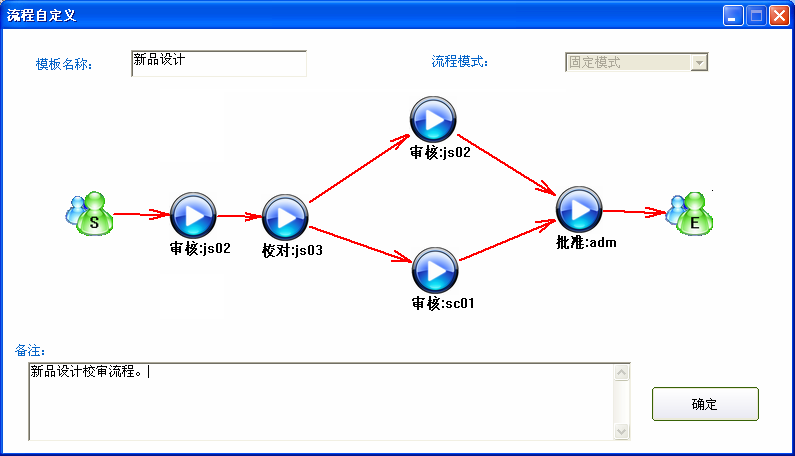 流程自定义
模板名称：
新品设计
流程模式：
固定模式
审核:js02
S
审核:js02
校对:js03
批准:adm
E
审核:sc01
备注：
新品设计校审流程。
确定